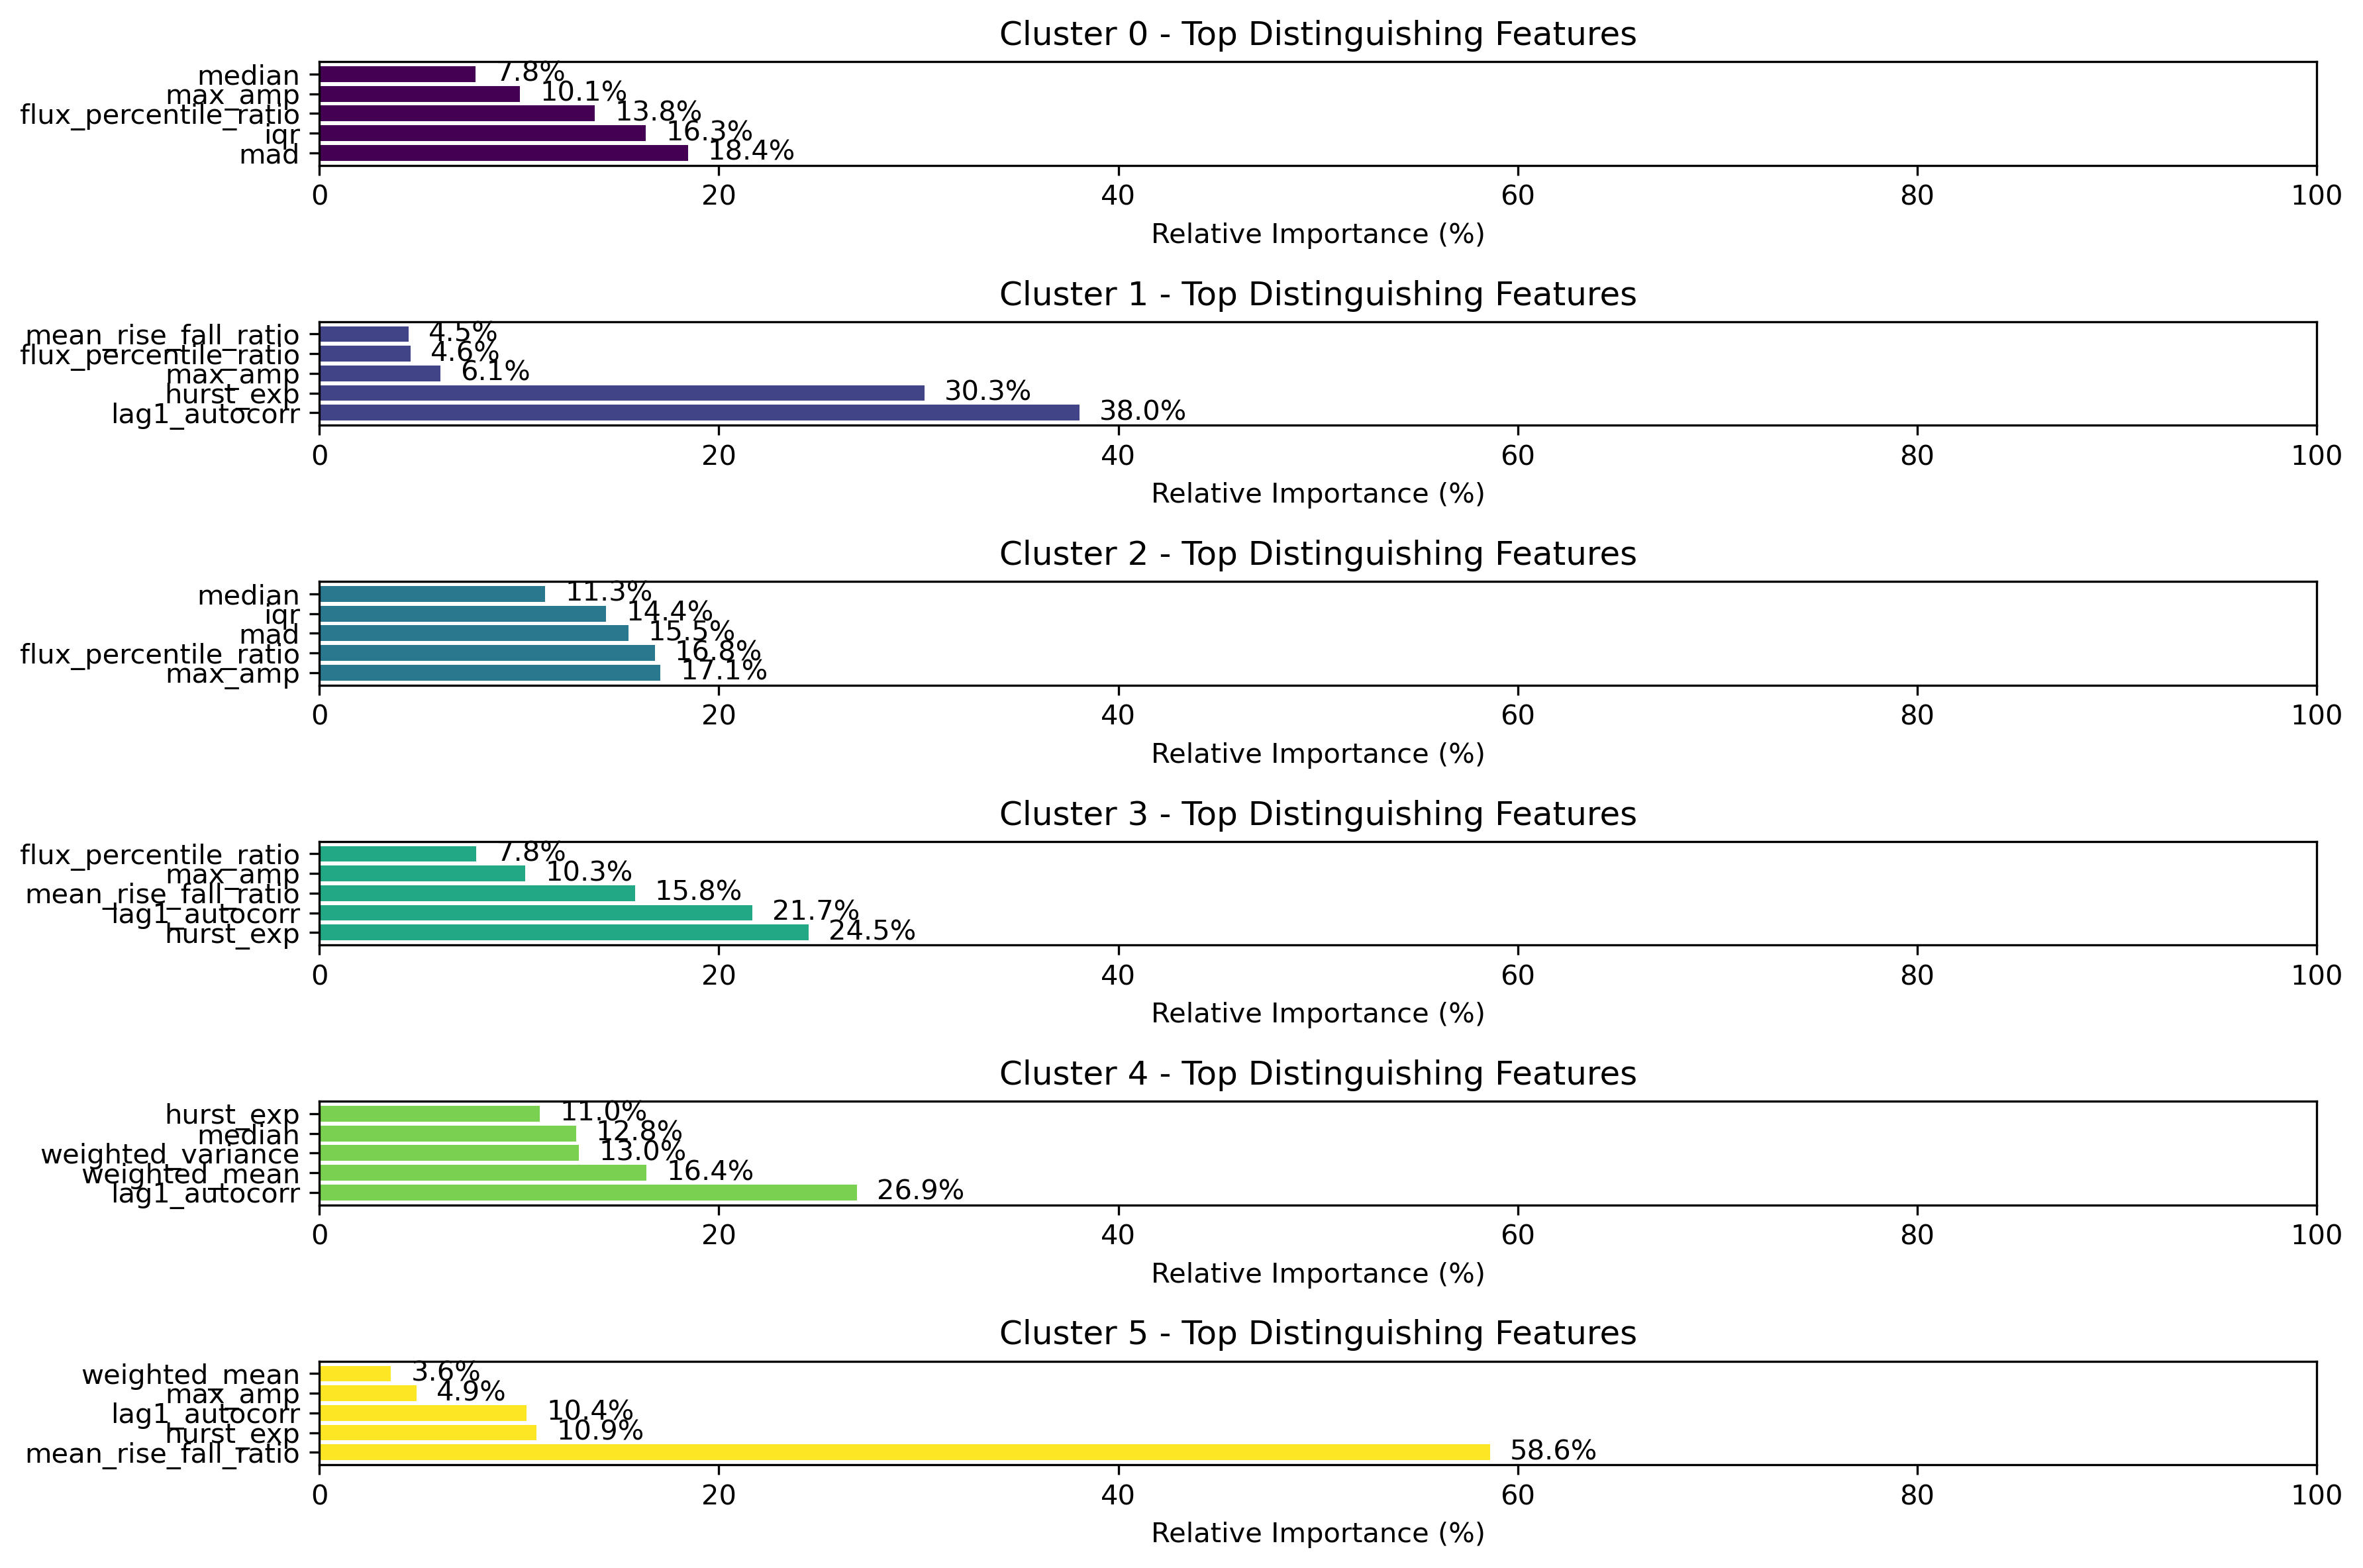 Cluster 0 - Top Distinguishing Features
median 7.8%
max_amp 10.1%
flux_percentile_ratio 13.8%
iqr 16.3%
mad 18.4%
0 20 40 60 80 100
Relative Importance (%)
Cluster 1 - Top Distinguishing Features
mean_rise_fall_ratio 4.5%
flux_percentile_ratio 4.6%
max_amp 6.1%
hurst_exp 30.3%
lag1_autocorr 38.0%
0 20 40 60 80 100
Relative Importance (%)
Cluster 2 - Top Distinguishing Features
median 11.3%
iqr 14.4%
mad 15.5%
flux_percentile_ratio 16.8%
max_amp 17.1%
0 20 40 60 80 100
Relative Importance (%)
Cluster 3 - Top Distinguishing Features
flux_percentile_ratio 7.8%
max_amp 10.3%
mean_rise_fall_ratio 15.8%
lag1_autocorr 21.7%
hurst_exp 24.5%
0 20 40 60 80 100
Relative Importance (%)
Cluster 4 - Top Distinguishing Features
hurst_exp 11.0%
median 12.8%
weighted_variance 13.0%
weighted_mean 16.4%
lag1_autocorr 26.9%
0 20 40 60 80 100
Relative Importance (%)
Cluster 5 - Top Distinguishing Features
weighted_mean 3.6%
max_amp 4.9%
lag1_autocorr 10.4%
hurst_exp 10.9%
mean_rise_fall_ratio 58.6%
0 20 40 60 80 100
Relative Importance (%)